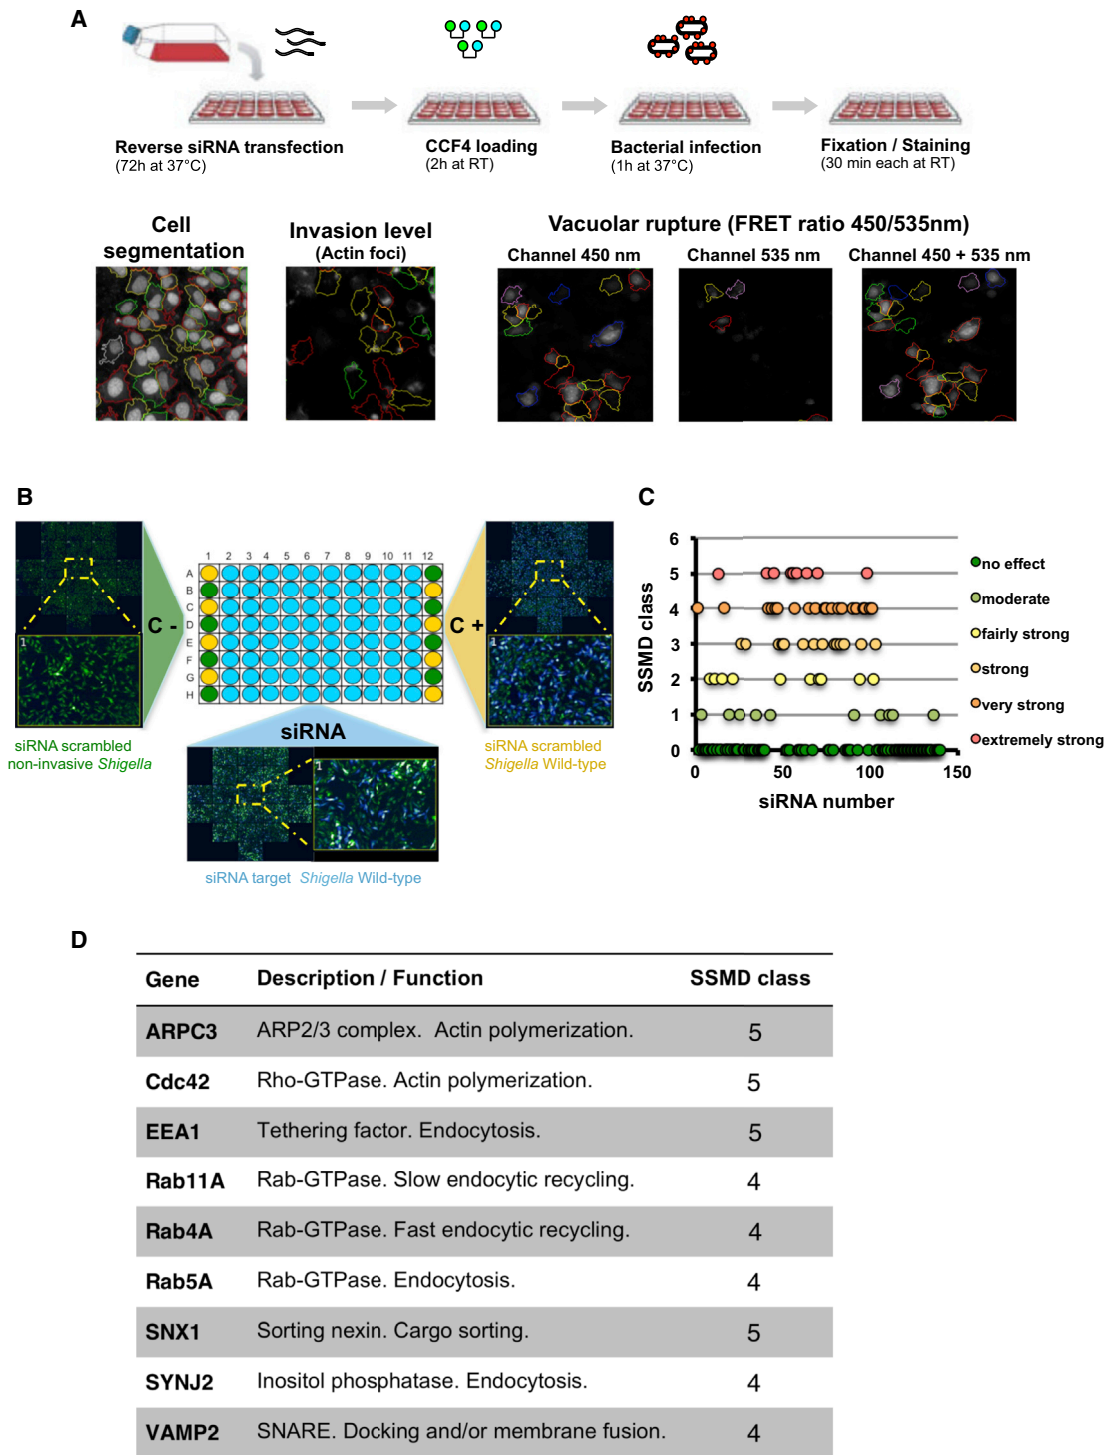 A
Reverse siRNA transfection
(72h at 37°C)
CCF4 loading
(2h at RT)
Bacterial infection
(1h at 37°C)
Fixation / Staining
(30 min each at RT)
Cell
segmentation
Invasion level
(Actin foci)
Vacuolar rupture (FRET ratio 450/535nm)
Channel 450 nm
Channel 535 nm
Channel 450 + 535 nm
B
1 2 3 4 5 6 7 8 9 10 11 12
A
B
C
D
E
F
G
H
C -
C +
1
1
siRNA scrambled
non-invasive Shigella
siRNA
siRNA scrambled
Shigella Wild-type
1
siRNA target Shigella Wild-type
C
SSMD class
6
5
4
3
2
1
0
0 50 100 150
siRNA number
no effect
moderate
fairly strong
strong
very strong
extremely strong
D
Gene Description / Function SSMD class
ARPC3 ARP2/3 complex. Actin polymerization. 5
Cdc42 Rho-GTPase. Actin polymerization. 5
EEA1 Tethering factor. Endocytosis. 5
Rab11A Rab-GTPase. Slow endocytic recycling. 4
Rab4A Rab-GTPase. Fast endocytic recycling. 4
Rab5A Rab-GTPase. Endocytosis. 4
SNX1 Sorting nexin. Cargo sorting. 5
SYNJ2 Inositol phosphatase. Endocytosis. 4
VAMP2 SNARE. Docking and/or membrane fusion. 4